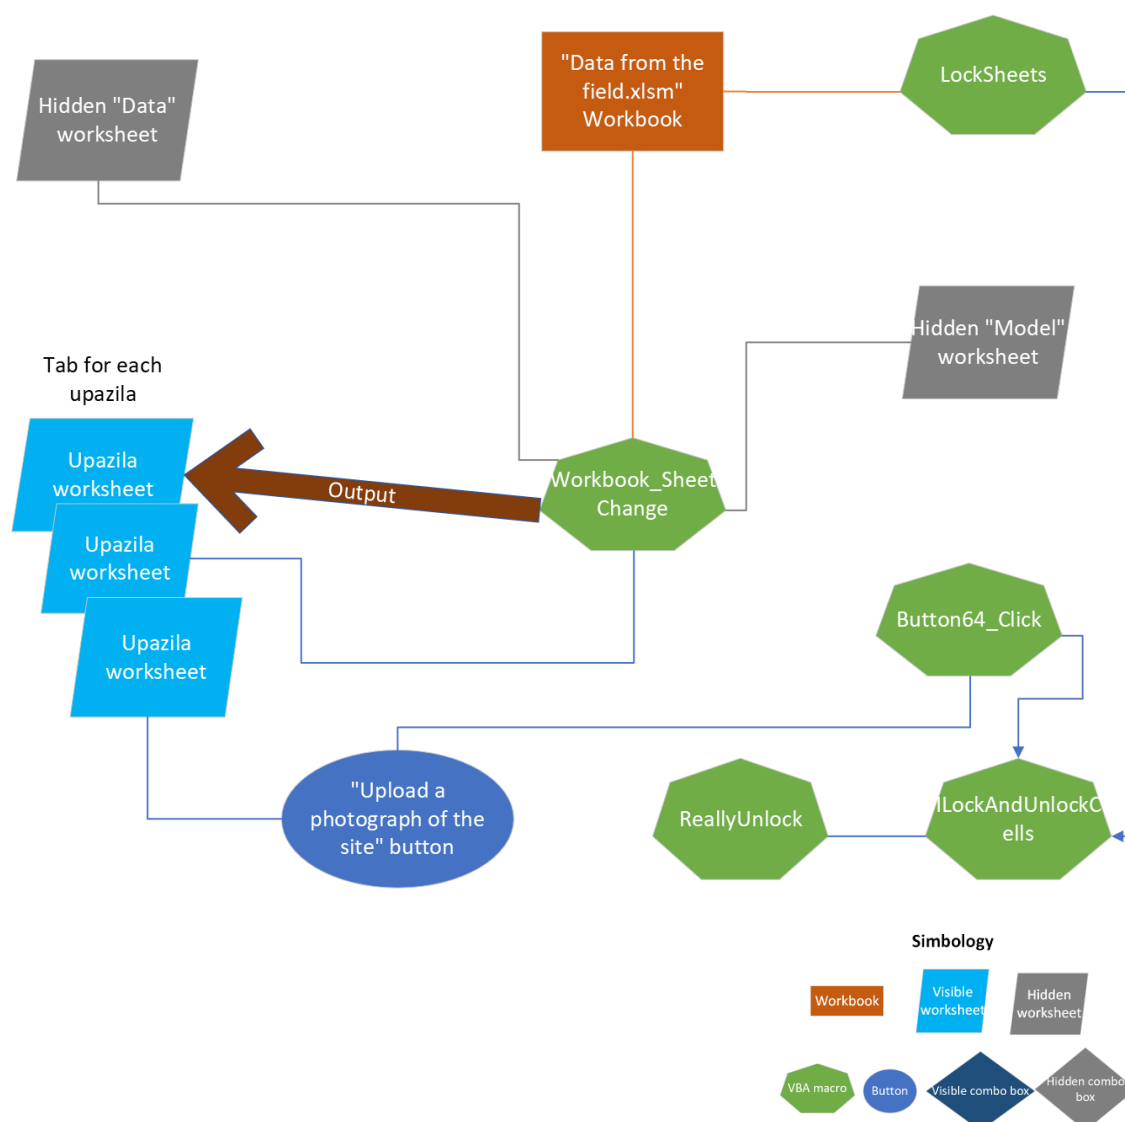 "Data from the
field.xlsm"
Workbook
LockSheets
Hidden "Data"
worksheet
Hidden "Model"
worksheet
Tab for each
upazila
Upazila
worksheet
Output
Workbook_Sheet
Change
Upazila
worksheet
Upazila
worksheet
Button64_Click
"Upload a
photograph of the
site" button
ReallyUnlock
lLockAndUnlockC
ells
Simbology
Workbook
Visible
worksheet
Hidden
worksheet
VBA macro
Button
Visible combo box
Hidden combo
box